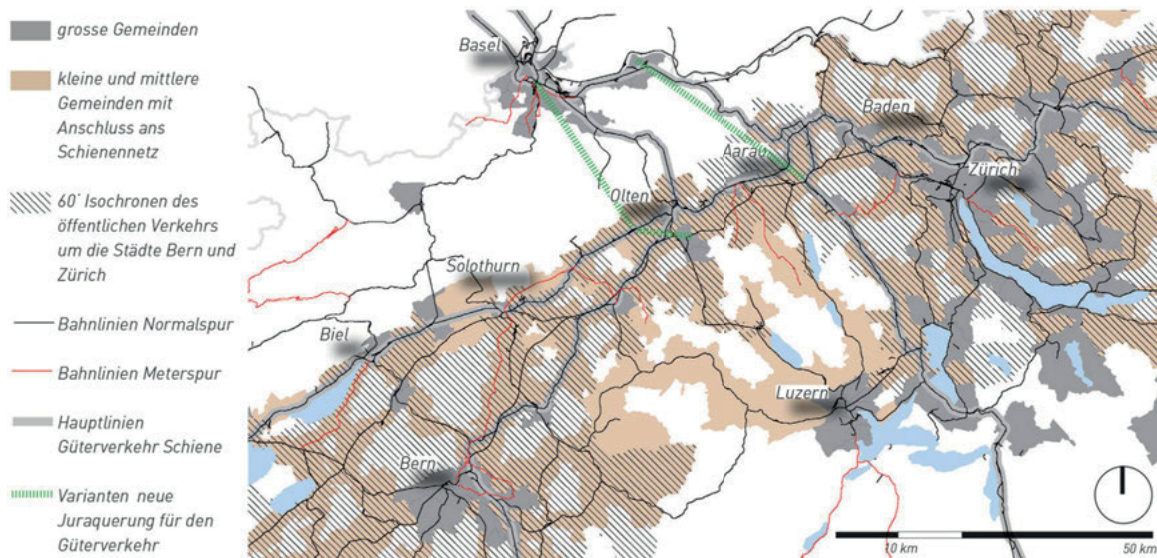 grosse Gemeinden
kleine und mittlere
Gemeinden mit
Anschluss ans
Schienennetz
60´ Isochronen des
öffentlichen Verkehrs
um die Städte Bern und
Zürich
Bahnlinien Normalspur
Bahnlinien Meterspur
Hauptlinien
Güterverkehr Schiene
Varianten neue
Juraquerung für den
Güterverkehr
Basel
Baden
Aarau
Zürich
Olten
Solothurn
Biel
Luzern
Bern
10 km
50 km